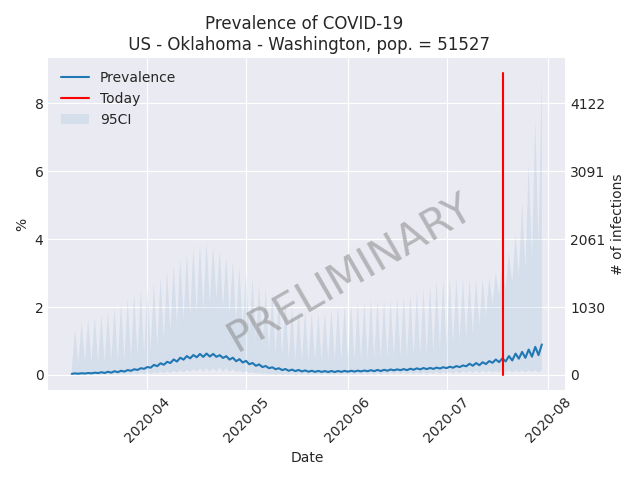 Prevalence of COVID-19
US - Oklahoma - Washington, pop. = 51527
Prevalence
Today
95CI
8
6
4
2
0
%
4122
3091
2061
1030
0
# of infections
PRELIMINARY
2020-04
2020-05
2020-06
2020-07
2020-08
Date